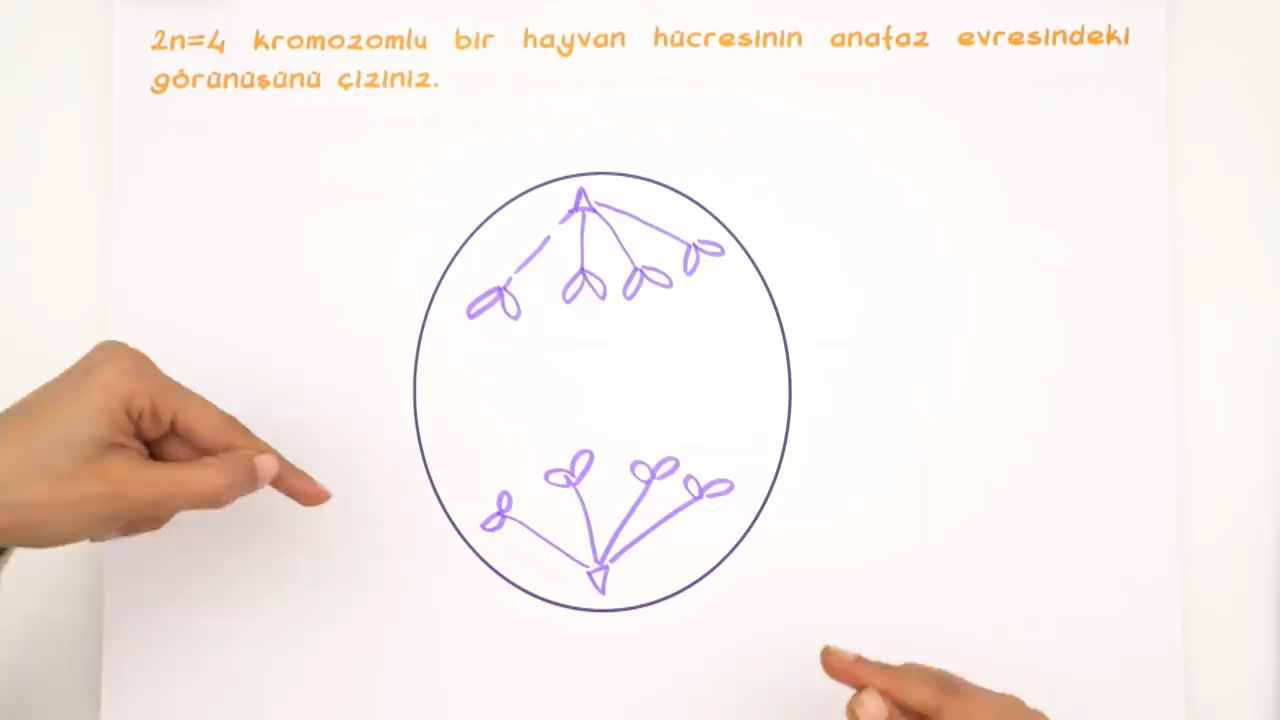 2n=4 kromozomlu bir hayvan hücresinin anafaz evresindeki
görünüşünü çiziniz.